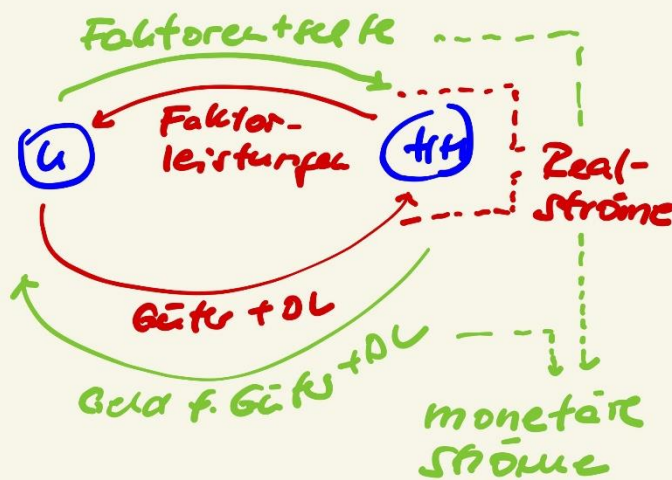 Faktorentgelte
Faktor-
leistungen
U
HH
Real-
ströme
Güter + DL
Geld f. Güter + DL
monetäre
ströme